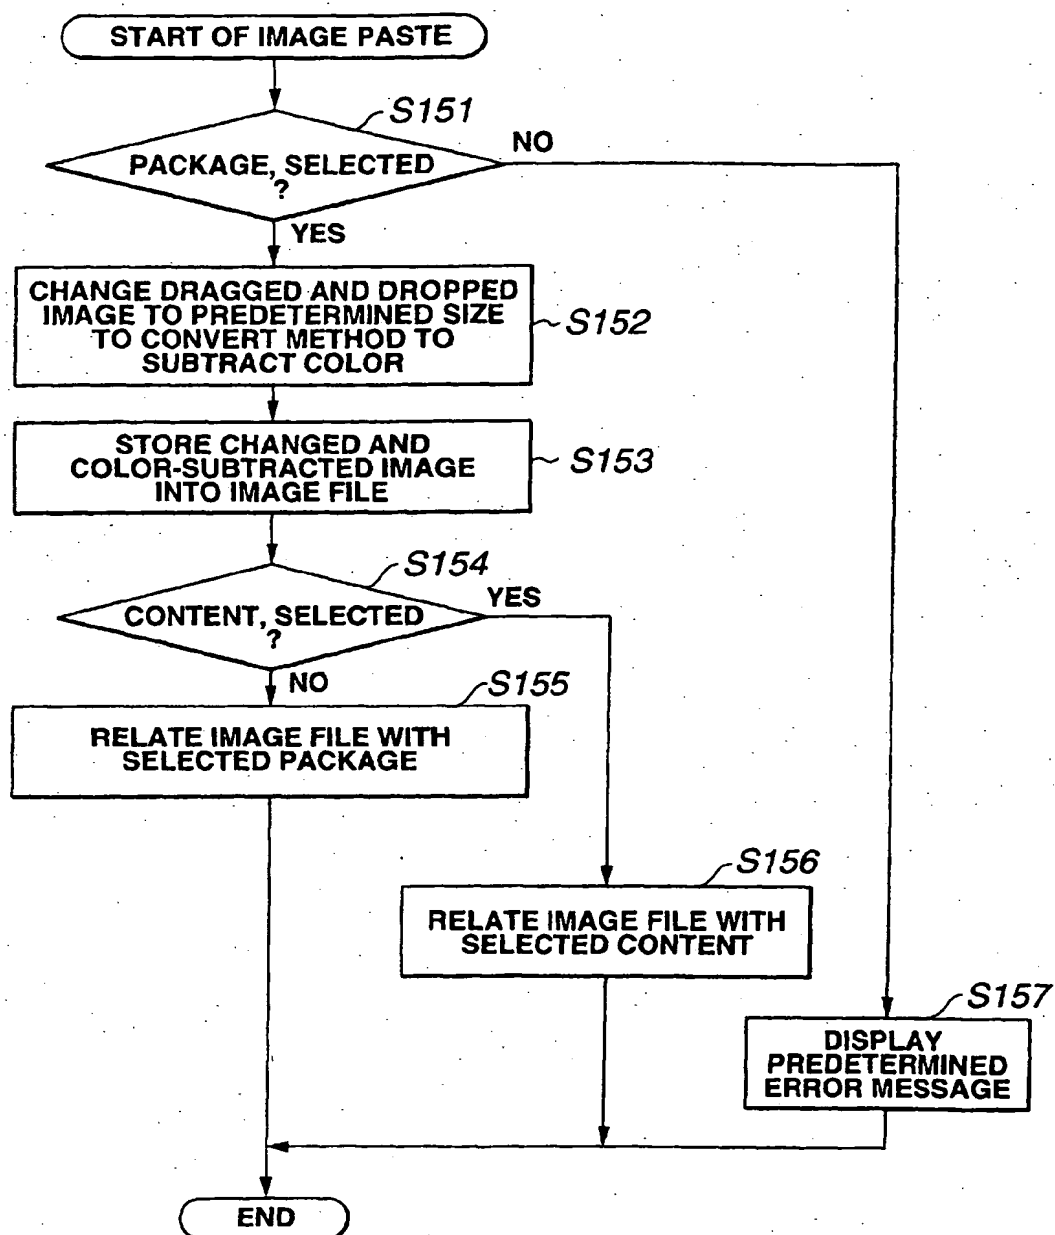 START OF IMAGE PASTE
S151
NO
PACKAGE, SELECTED
?
YES
CHANGE DRAGGED AND DROPPED
IMAGE TO PREDETERMINED SIZE
TO CONVERT METHOD TO
SUBTRACT COLOR
S152
STORE CHANGED AND
COLOR-SUBTRACTED IMAGE
INTO IMAGE FILE
S153
S154
YES
CONTENT, SELECTED
?
NO
S155
RELATE IMAGE FILE WITH
SELECTED PACKAGE
S156
RELATE IMAGE FILE WITH
SELECTED CONTENT
S157
DISPLAY
PREDETERMINED
ERROR MESSAGE
END